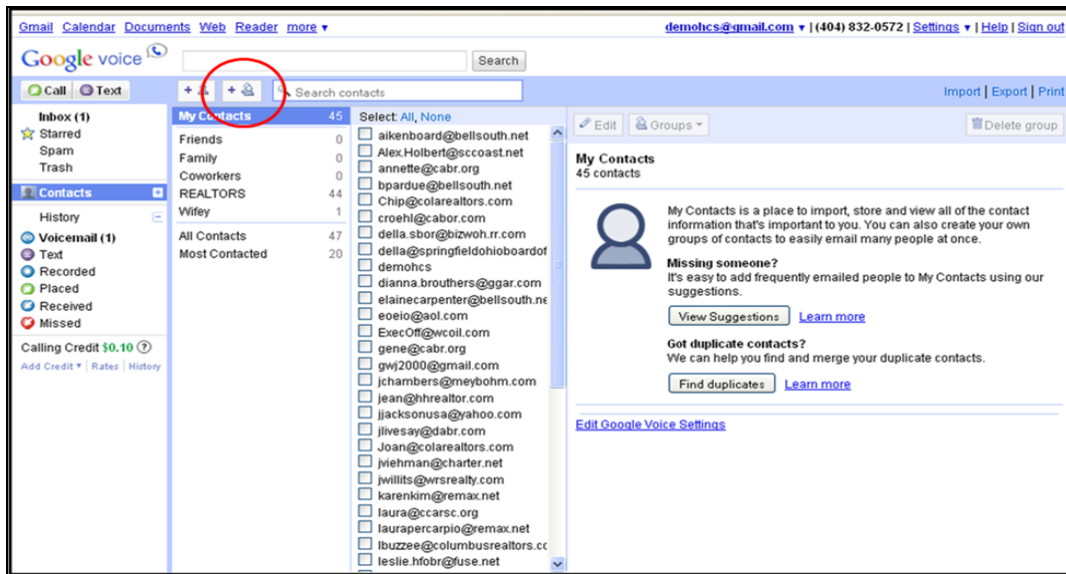 Gmail Calendar Documents Web Reader more ▼
demohcs@gmail.com ▼ | (404) 832-0572 | Settings ▼ | Help | Sign out
Google voice
Search
Call Text
+ + Search contacts
Import | Export | Print
Inbox (1)
Starred
Spam
Trash
Contacts +
History −
Voicemail (1)
Text
Recorded
Placed
Received
Missed
Calling Credit $0.10 ?
Add Credit ▼ | Rates | History
My Contacts 45
Friends 0
Family 0
Coworkers 0
REALTORS 44
Wifey 1
All Contacts 47
Most Contacted 20
Select: All, None
aikenboard@bellsouth.net
Alex.Holbert@sccoast.net
annette@cabr.org
bpardue@bellsouth.net
Chip@colarealtors.com
croehl@cabor.com
della.sbor@bizwoh.rr.com
della@springfieldohioboardof
demohcs
dianna.brouthers@ggar.com
elainecarpenter@bellsouth.ne
eoeio@aol.com
ExecOff@wcoil.com
gene@cabr.org
gwj2000@gmail.com
jchambers@meybohm.com
jean@hhrealtor.com
jjacksonusa@yahoo.com
jlivesay@dabr.com
Joan@colarealtors.com
jviehman@charter.net
jwillits@wrsrealty.com
karenkim@remax.net
laura@ccarsc.org
laurapercarpio@remax.net
lbuzzee@columbusrealtors.cc
leslie.hfobr@fuse.net
Edit Groups ▼ Delete group
My Contacts
45 contacts
My Contacts is a place to import, store and view all of the contact
information that's important to you. You can also create your own
groups of contacts to easily email many people at once.
Missing someone?
It's easy to add frequently emailed people to My Contacts using our
suggestions.
View Suggestions Learn more
Got duplicate contacts?
We can help you find and merge your duplicate contacts.
Find duplicates Learn more
Edit Google Voice Settings